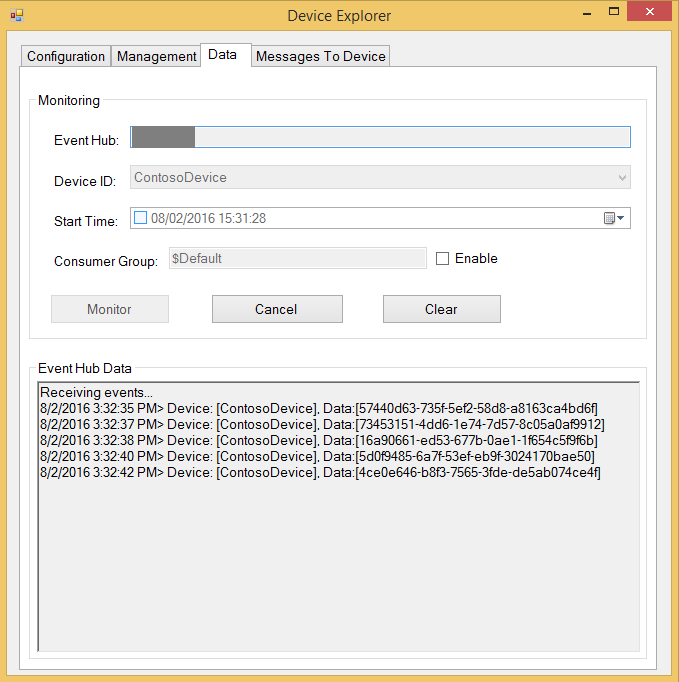 Device Explorer
Configuration Management Data Messages To Device
Monitoring
Event Hub:
Device ID: ContosoDevice
Start Time: 08/02/2016 15:31:28
Consumer Group: $Default Enable
Monitor Cancel Clear
Event Hub Data
Receiving events...
8/2/2016 3:32:35 PM> Device: [ContosoDevice], Data:[57440d63-735f-5ef2-58d8-a8163ca4bd6f]
8/2/2016 3:32:37 PM> Device: [ContosoDevice], Data:[73453151-4dd6-1e74-7d57-8c05a0af9912]
8/2/2016 3:32:38 PM> Device: [ContosoDevice], Data:[16a90661-ed53-677b-0ae1-1f654c5f9f6b]
8/2/2016 3:32:40 PM> Device: [ContosoDevice], Data:[5d0f9485-6a7f-53ef-eb9f-3024170bae50]
8/2/2016 3:32:42 PM> Device: [ContosoDevice], Data:[4ce0e646-b8f3-7565-3fde-de5ab074ce4f]